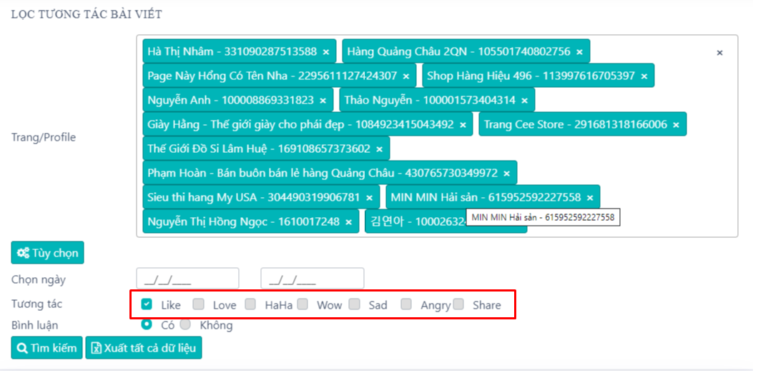 LỌC TƯƠNG TÁC BÀI VIẾT
Hà Thị Nhâm - 331090287513588 × Hàng Quảng Châu 2QN - 105501740802756 × ×
Page Này Hổng Có Tên Nha - 2295611127424307 × Shop Hàng Hiệu 496 - 113997616705397 ×
Nguyễn Anh - 100008869331823 × Thảo Nguyễn - 100001573404314 ×
Trang/Profile
Giày Hằng - Thế giới giày cho phái đẹp - 1084923415043492 × Trang Cee Store - 291681318166006 ×
Thế Giới Đồ Si Lâm Huệ - 169108657373602 ×
Phạm Hoàn - Bán buôn bán lẻ hàng Quảng Châu - 430765730349972 ×
Sieu thi hang My USA - 304490319906781 × MIN MIN Hải sản - 615952592227558 ×
Nguyễn Thị Hồng Ngọc - 1610017248 × 김연아 - 10002632
MIN MIN Hải sản - 615952592227558
Tùy chọn
Chọn ngày __/__/____ __/__/____
Tương tác Like Love HaHa Wow Sad Angry Share
Bình luận Có Không
Tìm kiếm Xuất tất cả dữ liệu